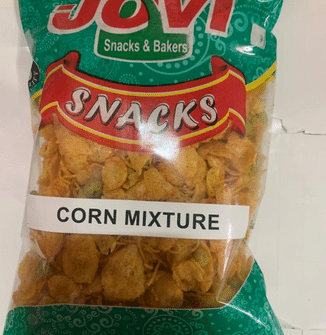 JOVI
Snacks & Bakers
SNACKS
CORN MIXTURE